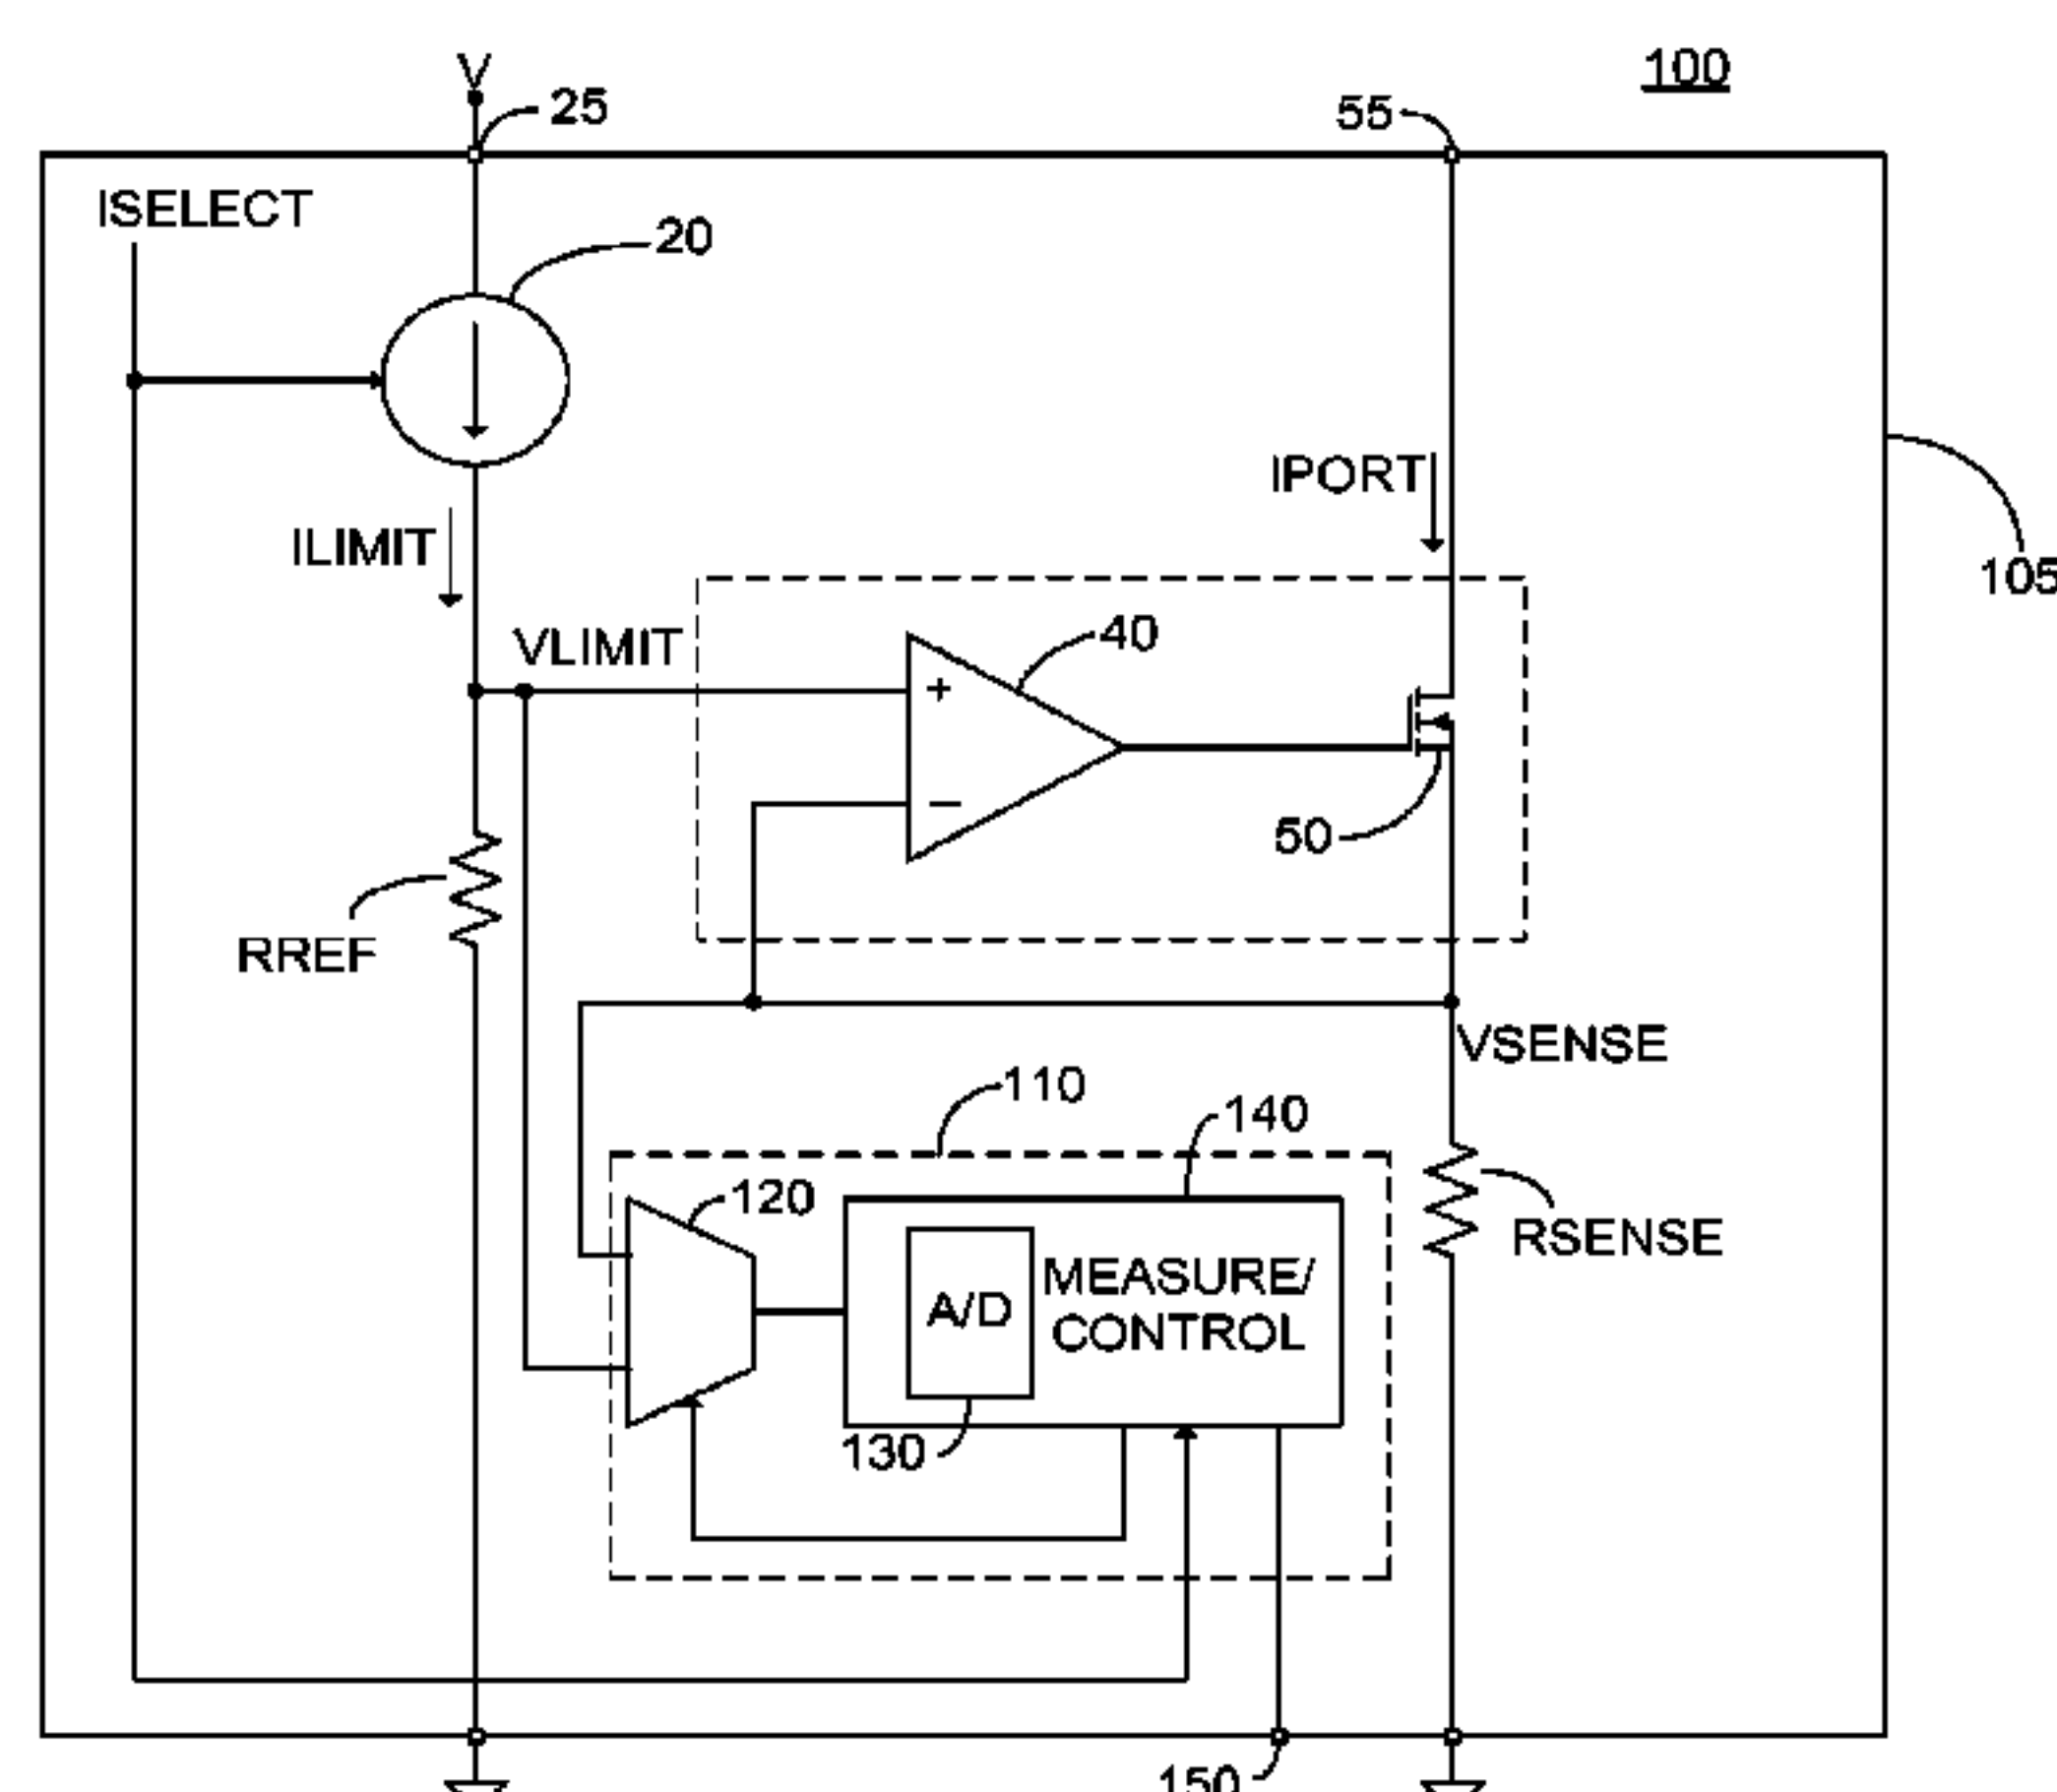 V
25
55
100
ISELECT
20
IPORT
ILIMIT
105
VLIMIT
40
+
−
50
RREF
VSENSE
110
140
120
RSENSE
A/D
MEASURE/
CONTROL
130
150